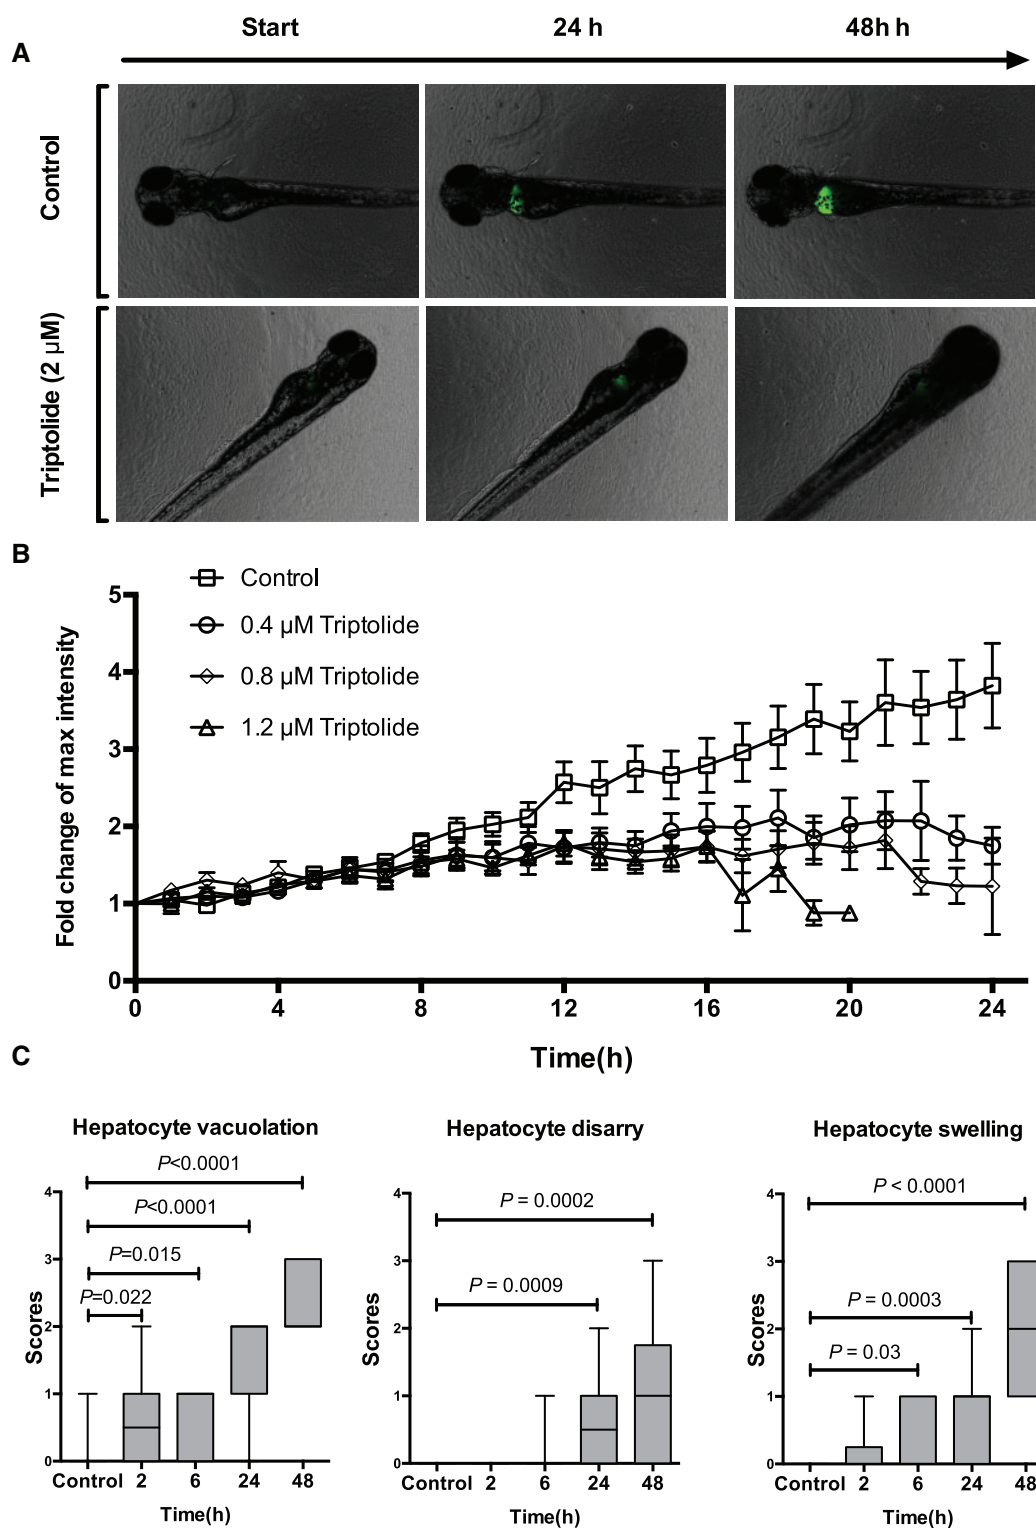 Start 24 h 48h h
A
Control
Triptolide (2 µM)
B
Control
0.4 µM Triptolide
0.8 µM Triptolide
1.2 µM Triptolide
Fold change of max intensity
5
4
3
2
1
0
0 4 8 12 16 20 24
Time(h)
C
Hepatocyte vacuolation
P<0.0001
P<0.0001
P=0.015
P=0.022
Scores
4
3
2
1
0
Control 2 6 24 48
Time(h)
Hepatocyte disarry
P = 0.0002
P = 0.0009
Scores
4
3
2
1
0
Control 2 6 24 48
Time(h)
Hepatocyte swelling
P < 0.0001
P = 0.0003
P = 0.03
Scores
4
3
2
1
0
Control 2 6 24 48
Time(h)